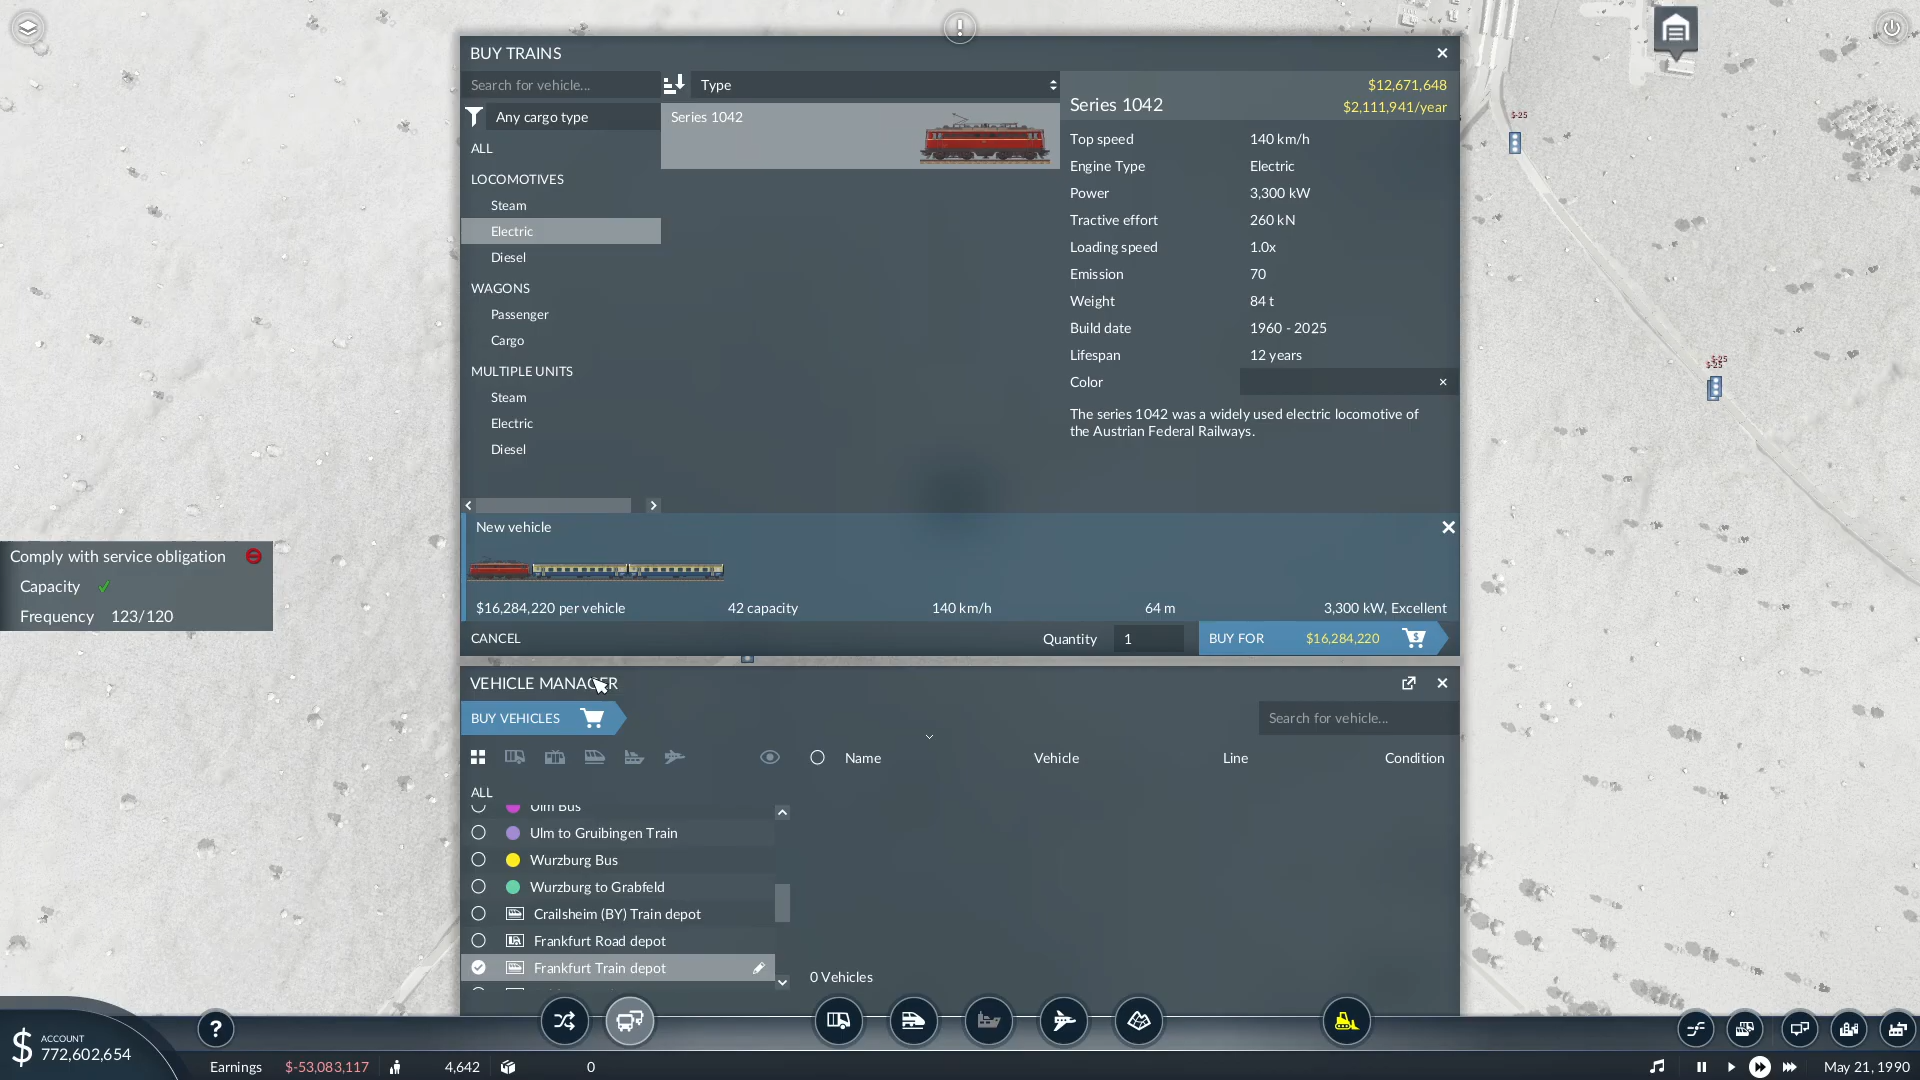 BUY TRAINS
Search for vehicle...
Type
$12,671,648
Series 1042
$2,111,941/year
Any cargo type
Series 1042
ALL
LOCOMOTIVES
Steam
Electric
Diesel
WAGONS
Passenger
Cargo
MULTIPLE UNITS
Steam
Electric
Diesel
Top speed 140 km/h
Engine Type Electric
Power 3,300 kW
Tractive effort 260 kN
Loading speed 1.0x
Emission 70
Weight 84 t
Build date 1960 - 2025
Lifespan 12 years
Color
The series 1042 was a widely used electric locomotive of
the Austrian Federal Railways.
$-25
$-25
$-25
New vehicle
$16,284,220 per vehicle 42 capacity 140 km/h 64 m 3,300 kW, Excellent
CANCEL Quantity 1 BUY FOR $16,284,220
Comply with service obligation
Capacity
Frequency 123/120
VEHICLE MANAGER
BUY VEHICLES
Search for vehicle...
Name Vehicle Line Condition
ALL
Ulm Bus
Ulm to Gruibingen Train
Wurzburg Bus
Wurzburg to Grabfeld
Crailsheim (BY) Train depot
Frankfurt Road depot
Frankfurt Train depot
0 Vehicles
$ ACCOUNT
772,602,654
?
Earnings $-53,083,117 4,642 0
May 21, 1990